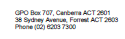 GPO Box 707, Canberra ACT 2601
38 Sydney Avenue, Forrest ACT 2603
Phone (02) 6203 7300